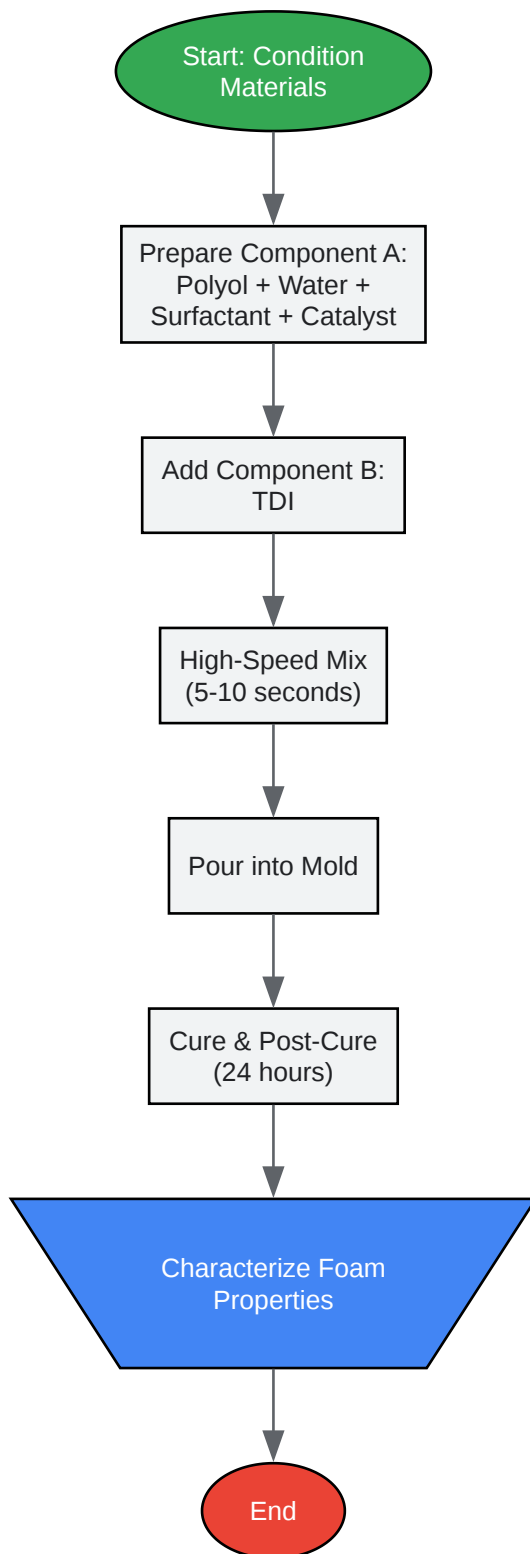 Start: Condition
Materials
Prepare Component A:
Polyol + Water +
Surfactant + Catalyst
Add Component B:
TDI
High-Speed Mix
(5-10 seconds)
Pour into Mold
Cure & Post-Cure
(24 hours)
Characterize Foam
Properties
End